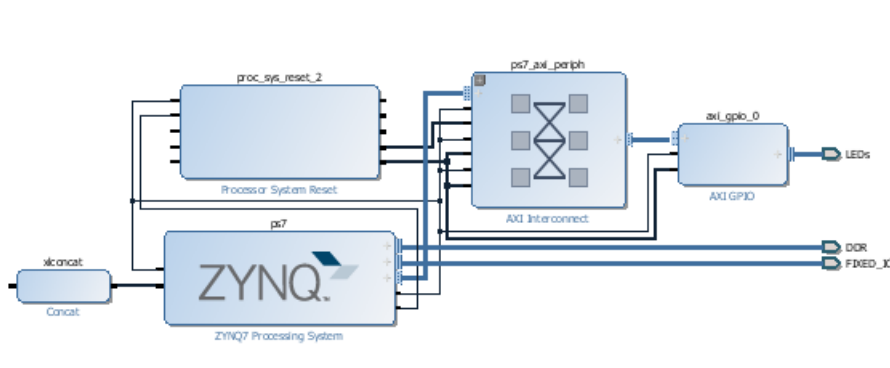 proc_sys_reset_2
Processor System Reset
ps7_axi_periph
AXI Interconnect
axi_gpio_0
AXI GPIO
LEDs
DDR
FIXED_IO
ps7
ZYNQ
ZYNQ7 Processing System
xlconcat
Concat